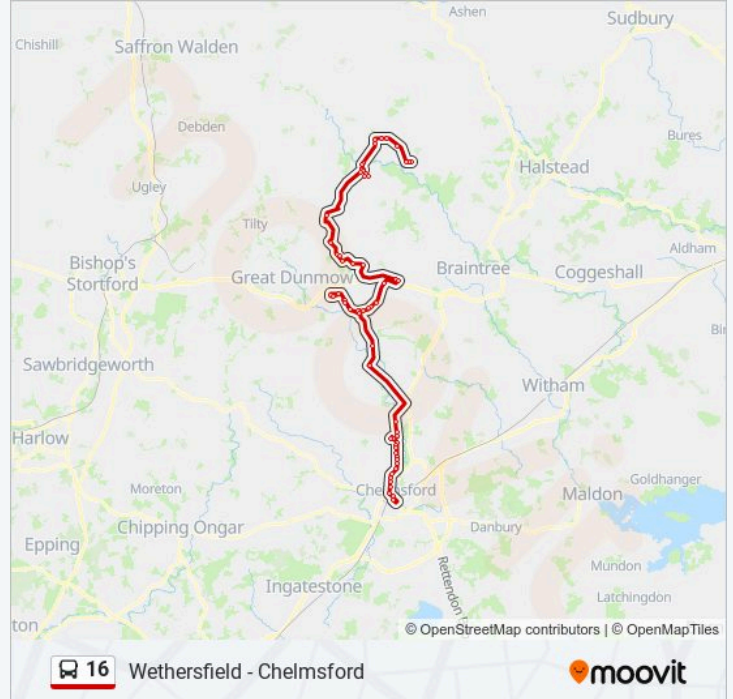 Ashen
Sudbury
Chishill
Saffron Walden
Debden
Bures
Halstead
Ugley
Tilty
Aldham
Bishop's
Stortford
Great Dunmow
Braintree
Coggeshall
Sawbridgeworth
Witham
Harlow
Moreton
Chelmsford
Goldhanger
Maldon
Chipping Ongar
Danbury
Epping
Mundon
Ingatestone
Rettendon
Latchingdon
ton
© OpenStreetMap contributors | © OpenMapTiles
16 Wethersfield - Chelmsford
moovit